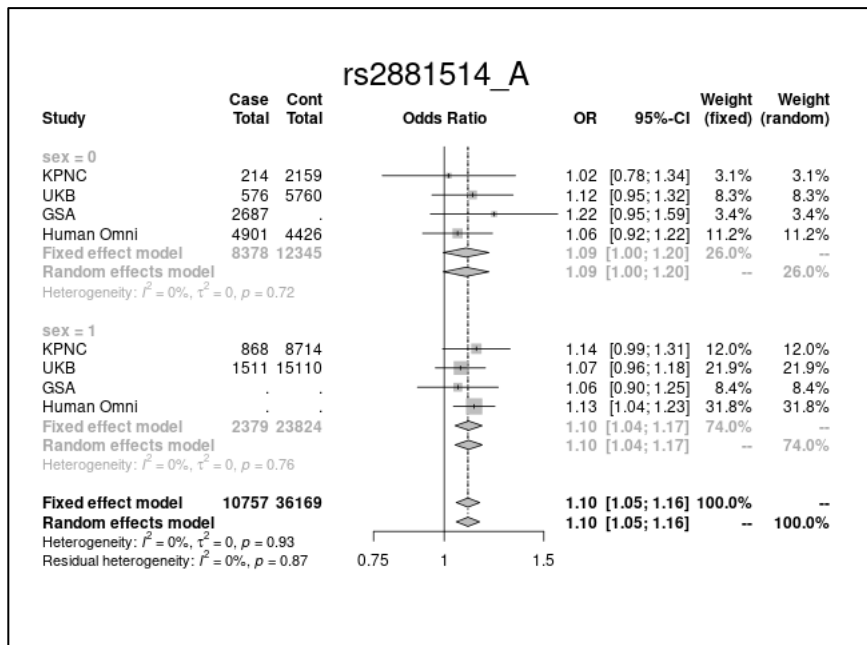 rs2881514_A
Case Cont Weight Weight
Study Total Total Odds Ratio OR 95%-CI (fixed) (random)
sex = 0
KPNC 214 2159 1.02 [0.78; 1.34] 3.1% 3.1%
UKB 576 5760 1.12 [0.95; 1.32] 8.3% 8.3%
GSA 2687 . 1.22 [0.95; 1.59] 3.4% 3.4%
Human Omni 4901 4426 1.06 [0.92; 1.22] 11.2% 11.2%
Fixed effect model 8378 12345 1.09 [1.00; 1.20] 26.0% --
Random effects model 1.09 [1.00; 1.20] -- 26.0%
Heterogeneity: I² = 0%, τ² = 0, p = 0.72
sex = 1
KPNC 868 8714 1.14 [0.99; 1.31] 12.0% 12.0%
UKB 1511 15110 1.07 [0.96; 1.18] 21.9% 21.9%
GSA . . 1.06 [0.90; 1.25] 8.4% 8.4%
Human Omni . . 1.13 [1.04; 1.23] 31.8% 31.8%
Fixed effect model 2379 23824 1.10 [1.04; 1.17] 74.0% --
Random effects model 1.10 [1.04; 1.17] -- 74.0%
Heterogeneity: I² = 0%, τ² = 0, p = 0.76
Fixed effect model 10757 36169 1.10 [1.05; 1.16] 100.0% --
Random effects model 1.10 [1.05; 1.16] -- 100.0%
Heterogeneity: I² = 0%, τ² = 0, p = 0.93
Residual heterogeneity: I² = 0%, p = 0.87
0.75 1 1.5